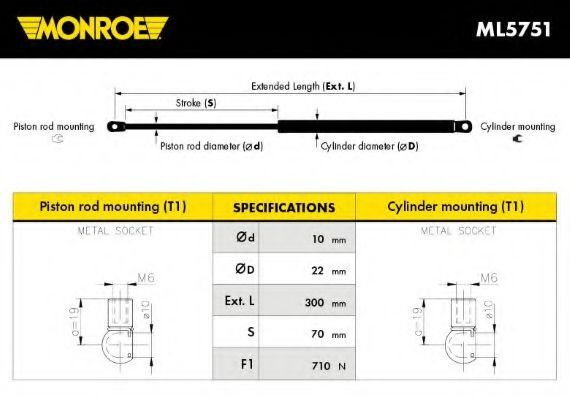 MONROE
ML5751
Extended Length (Ext. L)
Stroke (S)
Piston rod mounting
Cylinder mounting
Piston rod diameter (Ø d)
Cylinder diameter (Ø D)
Piston rod mounting (T1)
SPECIFICATIONS
Cylinder mounting (T1)
METAL SOCKET
METAL SOCKET
Ød 10 mm
ØD 22 mm
Ext. L 300 mm
S 70 mm
F1 710 N
M6
a=19
ø10
M6
a=19
ø10